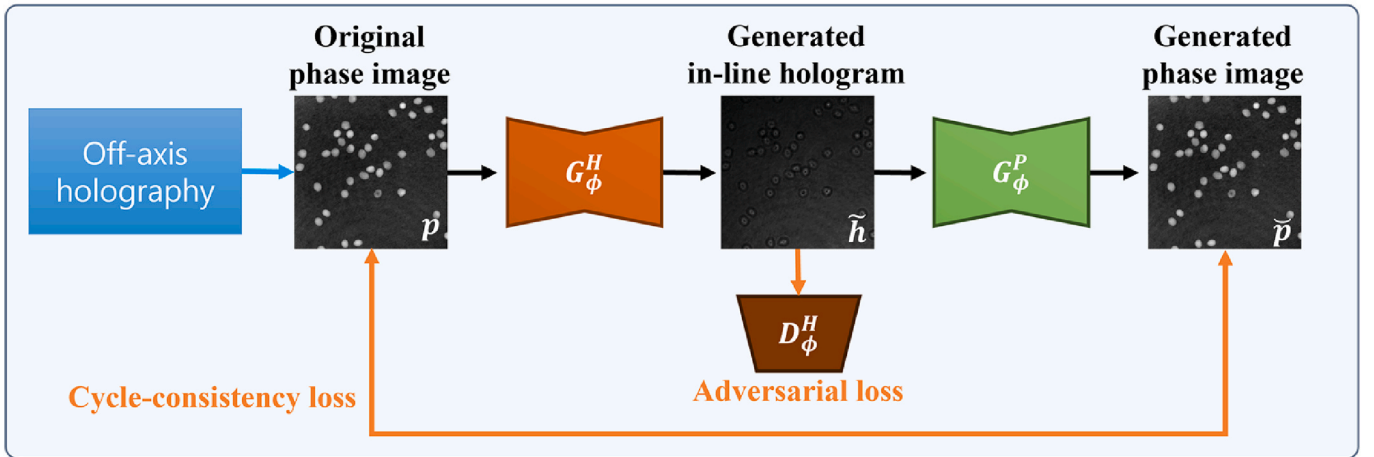 Original
phase image
Generated
in-line hologram
Generated
phase image
Off-axis
holography
p
G_ϕ^H
h̃
G_ϕ^P
p̆
D_ϕ^H
Cycle-consistency loss
Adversarial loss